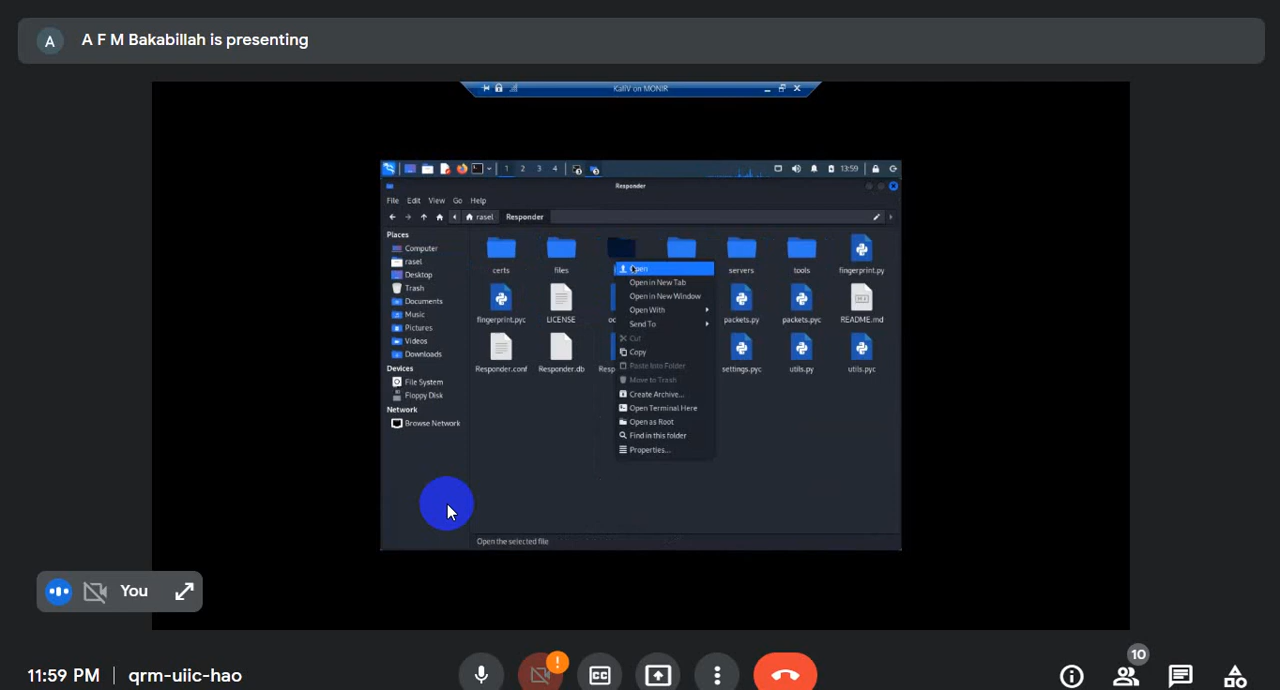 A
A F M Bakabillah is presenting
KaliV on MONIR
1 2 3 4
13:59
Responder
File Edit View Go Help
rasel Responder
Places
Computer
rasel
Desktop
Trash
Documents
Music
Pictures
Videos
Downloads
Devices
File System
Floppy Disk
Network
Browse Network
certs files servers tools fingerprint.py
fingerprint.pyc LICENSE packets.py packets.pyc README.md
Responder.conf Responder.db settings.pyc utils.py utils.pyc
Open
Open in New Tab
Open in New Window
Open With
Send To
Cut
Copy
Paste Into Folder
Move to Trash
Create Archive...
Open Terminal Here
Open as Root
Find in this folder
Properties...
Open the selected file
You
11:59 PM | qrm-uiic-hao
!
CC
10